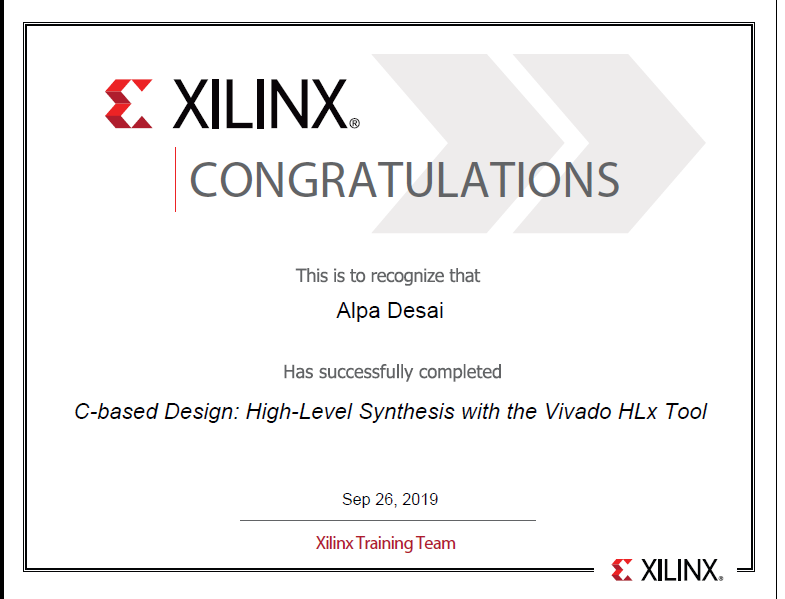 XILINX®
CONGRATULATIONS
This is to recognize that
Alpa Desai
Has successfully completed
C-based Design: High-Level Synthesis with the Vivado HLx Tool
Sep 26, 2019
Xilinx Training Team
XILINX®